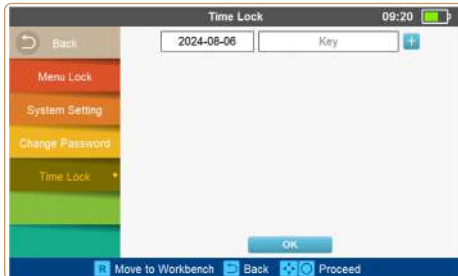 Time Lock 09:20
Back 2024-08-06 Key +
Menu Lock
System Setting
Change Password
Time Lock
OK
R Move to Workbench Back Proceed